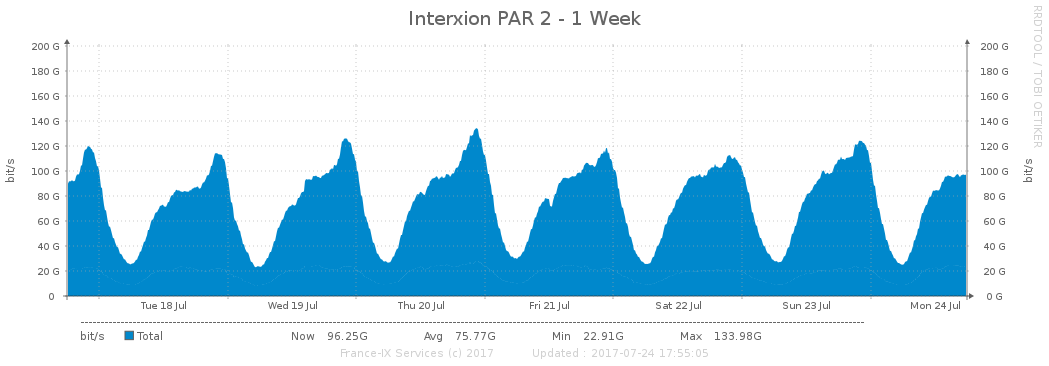 Interxion PAR 2 - 1 Week
RRDTOOL / TOBI OETIKER
200 G 200 G
180 G 180 G
160 G 160 G
140 G 140 G
120 G 120 G
100 G 100 G
80 G 80 G
60 G 60 G
40 G 40 G
20 G 20 G
0 0 G
bit/s bit/s
Tue 18 Jul Wed 19 Jul Thu 20 Jul Fri 21 Jul Sat 22 Jul Sun 23 Jul Mon 24 Jul
bit/s Total Now 96.25G Avg 75.77G Min 22.91G Max 133.98G
France-IX Services (c) 2017 Updated : 2017-07-24 17:55:05